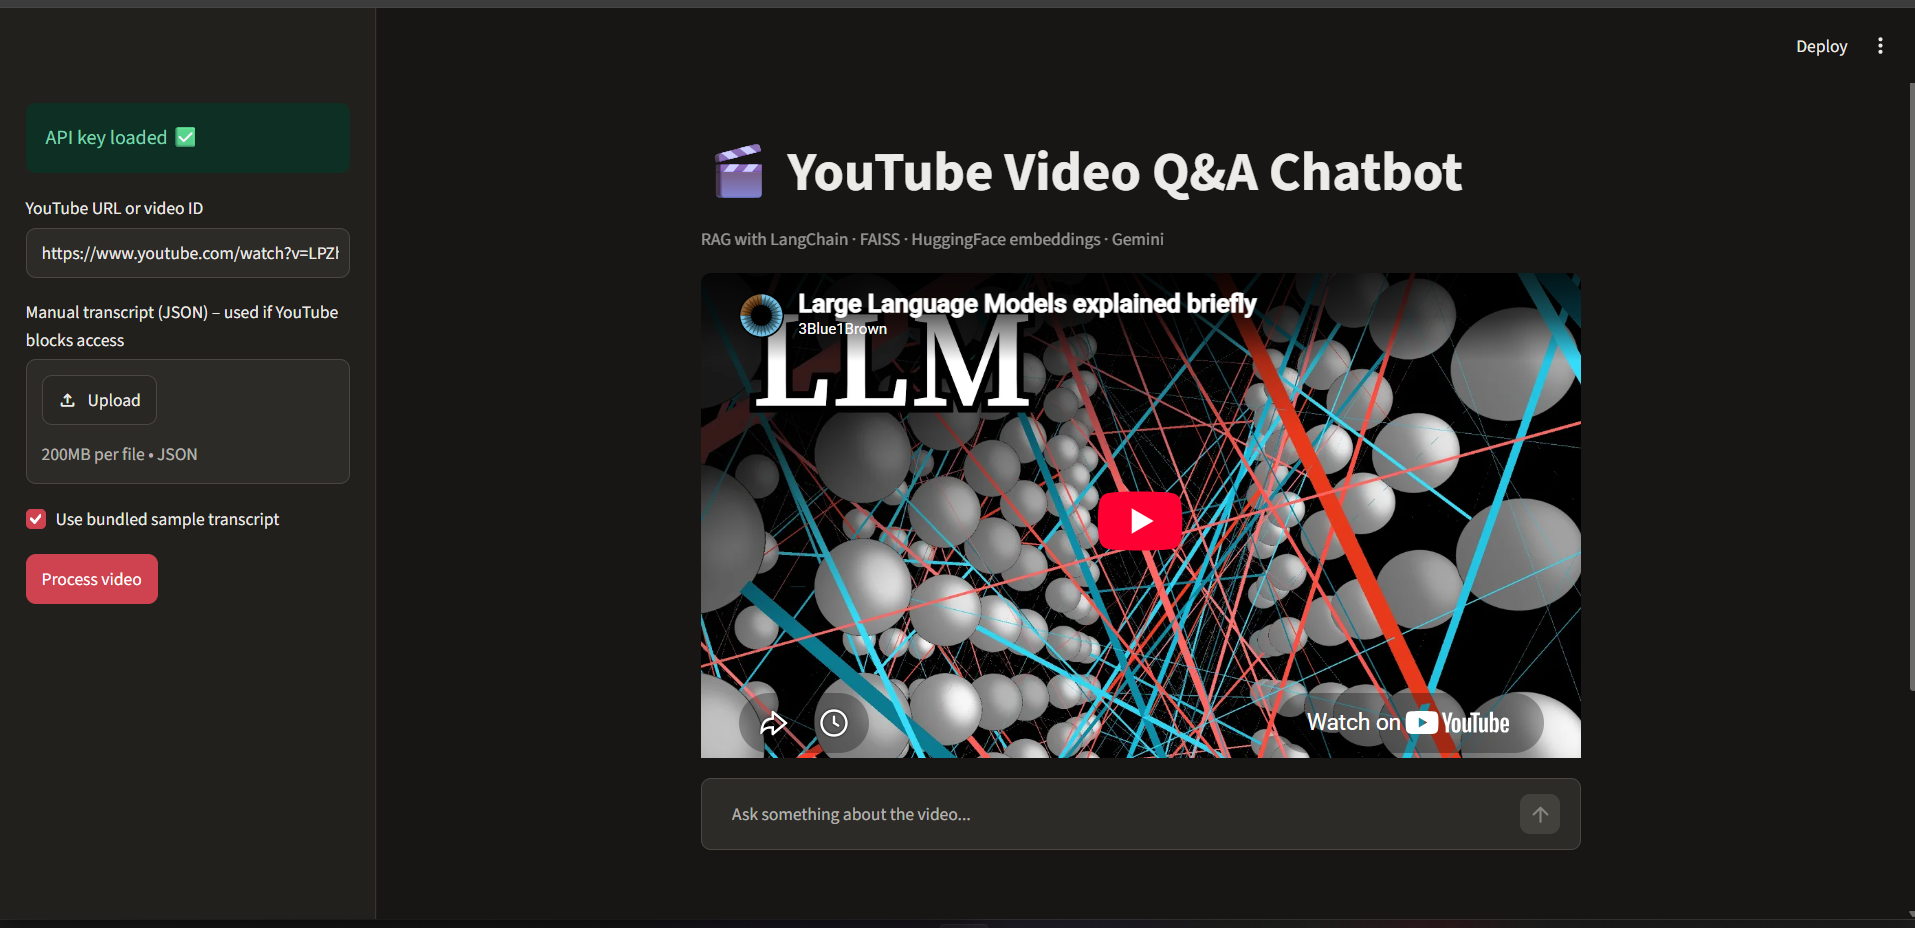 Deploy
API key loaded ✅
YouTube URL or video ID
https://www.youtube.com/watch?v=LPZh
Manual transcript (JSON) – used if YouTube
blocks access
Upload
200MB per file • JSON
Use bundled sample transcript
Process video
🎬 YouTube Video Q&A Chatbot
RAG with LangChain · FAISS · HuggingFace embeddings · Gemini
Large Language Models explained briefly
3Blue1Brown
LLM
Watch on YouTube
Ask something about the video...